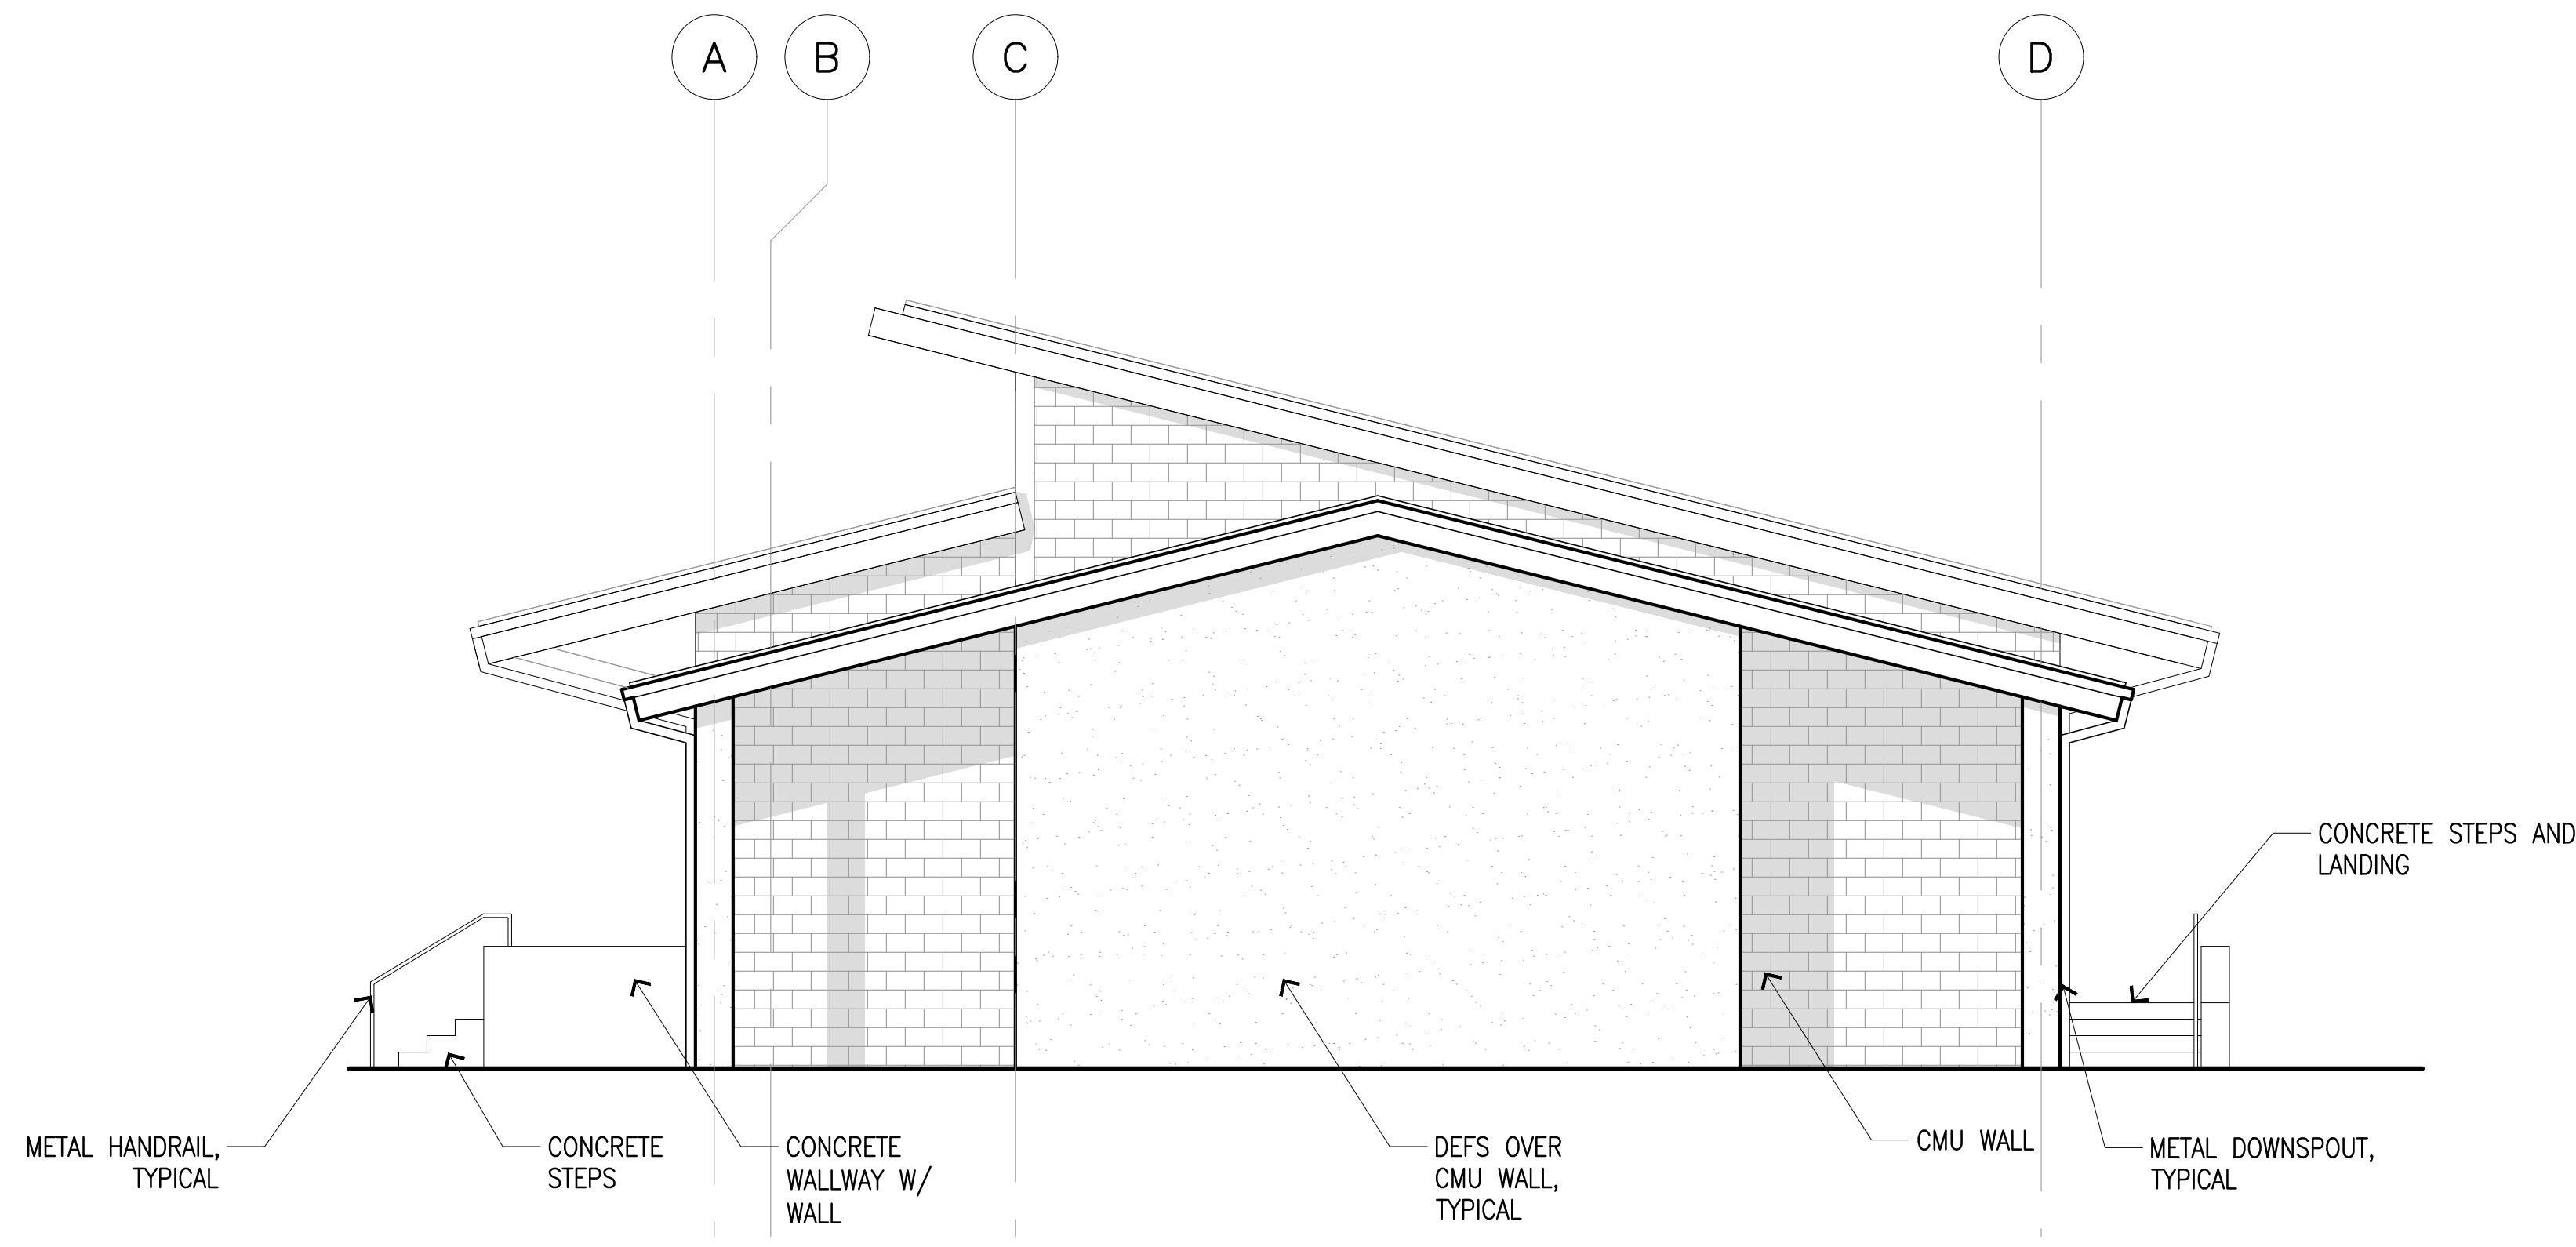 A
B
C
D
CONCRETE STEPS AND
LANDING
METAL HANDRAIL,
TYPICAL
CONCRETE
STEPS
CONCRETE
WALLWAY W/
WALL
DEFS OVER
CMU WALL,
TYPICAL
CMU WALL
METAL DOWNSPOUT,
TYPICAL